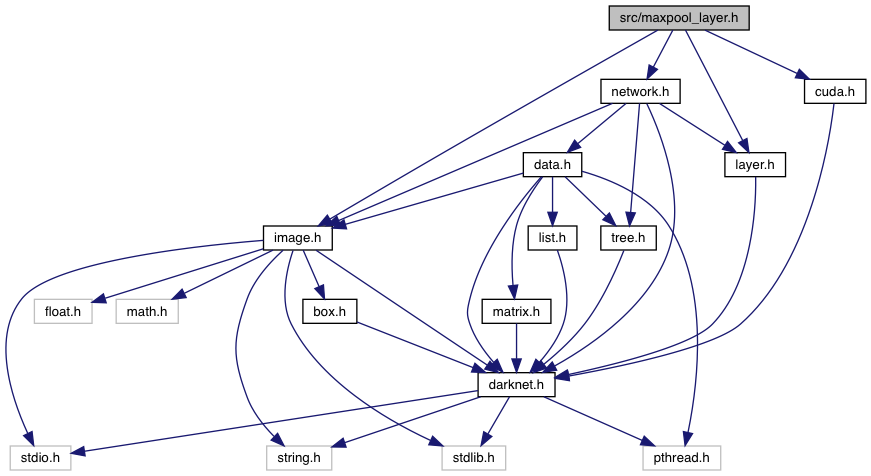 src/maxpool_layer.h
network.h
cuda.h
data.h
layer.h
image.h
list.h
tree.h
float.h
math.h
box.h
matrix.h
darknet.h
stdio.h
string.h
stdlib.h
pthread.h